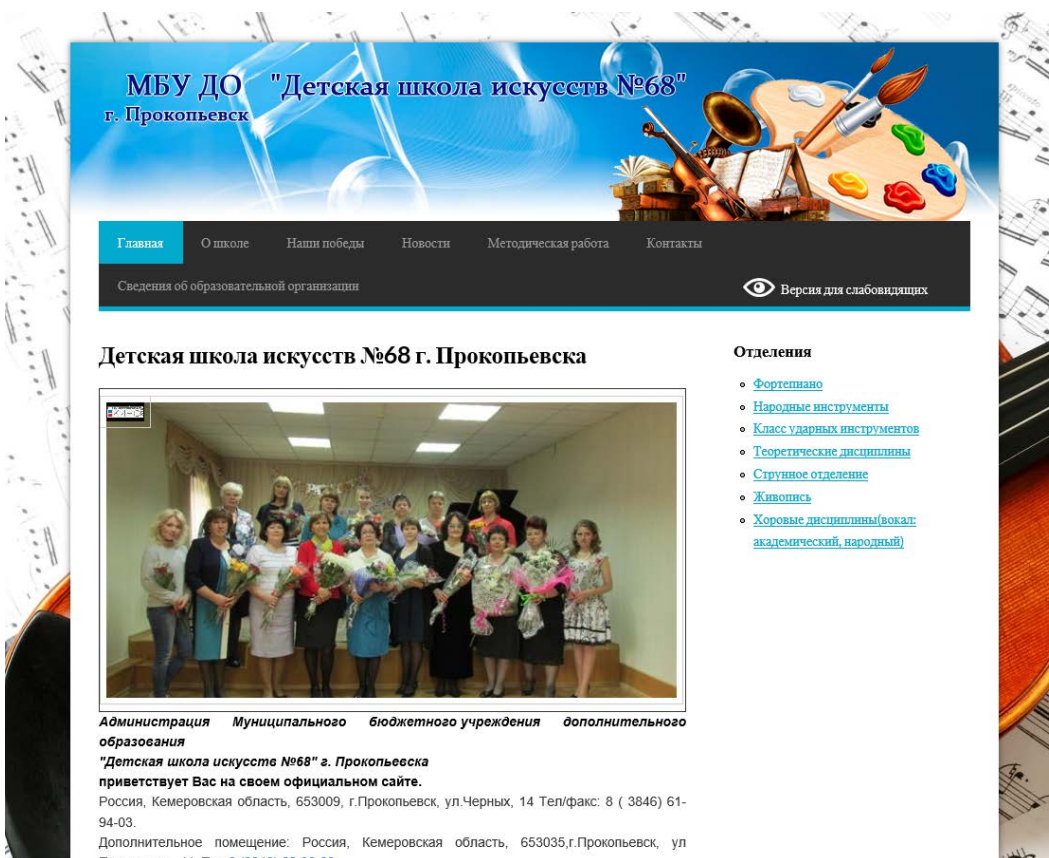 МБУ ДО "Детская школа искусств №68"
г. Прокопьевск
Главная О школе Наши победы Новости Методическая работа Контакты
Сведения об образовательной организации Версия для слабовидящих
Детская школа искусств №68 г. Прокопьевска
Администрация Муниципального бюджетного учреждения дополнительного
образования
"Детская школа искусств №68" г. Прокопьевска
приветствует Вас на своем официальном сайте.
Россия, Кемеровская область, 653009, г.Прокопьевск, ул.Черных, 14 Тел/факс: 8 ( 3846) 61-
94-03.
Дополнительное помещение: Россия, Кемеровская область, 653035,г.Прокопьевск, ул
Отделения
Фортепиано
Народные инструменты
Класс ударных инструментов
Теоретические дисциплины
Струнное отделение
Живопись
Хоровые дисциплины(вокал:
академический, народный)